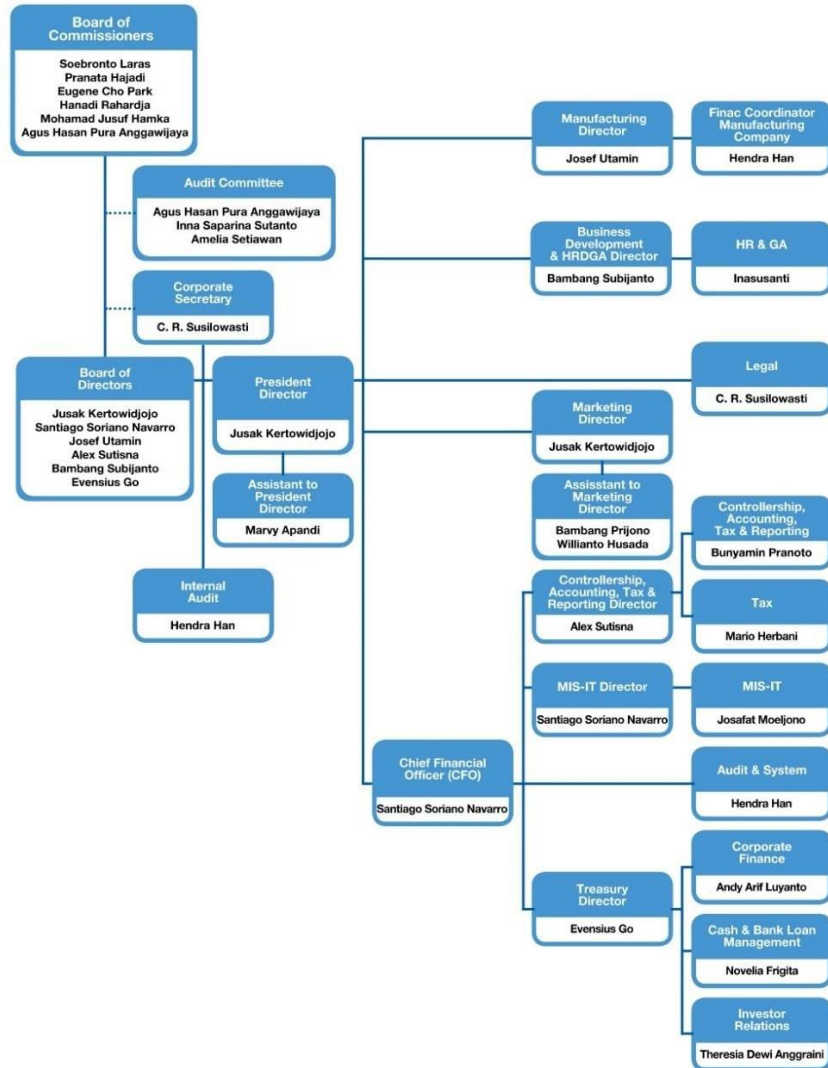 Board of
Commissioners
Soebronto Laras
Pranata Hajadi
Eugene Cho Park
Hanadi Rahardja
Mohamad Jusuf Hamka
Agus Hasan Pura Anggawijaya
Audit Committee
Agus Hasan Pura Anggawijaya
Inna Saparina Sutanto
Amelia Setiawan
Corporate
Secretary
C. R. Susilowasti
Board of
Directors
Jusak Kertowidjojo
Santiago Soriano Navarro
Josef Utamin
Alex Sutisna
Bambang Subijanto
Evensius Go
President
Director
Jusak Kertowidjojo
Assistant to
President
Director
Marvy Apandi
Internal
Audit
Hendra Han
Manufacturing
Director
Josef Utamin
Finac Coordinator
Manufacturing
Company
Hendra Han
Business
Development
& HRDGA Director
Bambang Subijanto
HR & GA
Inasusanti
Legal
C. R. Susilowasti
Marketing
Director
Jusak Kertowidjojo
Assisstant to
Marketing
Director
Bambang Prijono
Willianto Husada
Controllership,
Accounting, Tax &
Reporting Director
Alex Sutisna
Controllership,
Accounting,
Tax & Reporting
Bunyamin Pranoto
Tax
Mario Herbani
MIS-IT Director
Santiago Soriano Navarro
MIS-IT
Josafat Moeljono
Chief Financial
Officer (CFO)
Santiago Soriano Navarro
Audit & System
Hendra Han
Treasury
Director
Evensius Go
Corporate
Finance
Andy Arif Luyanto
Cash & Bank Loan
Management
Novelia Frigita
Investor
Relations
Theresia Dewi Anggraini